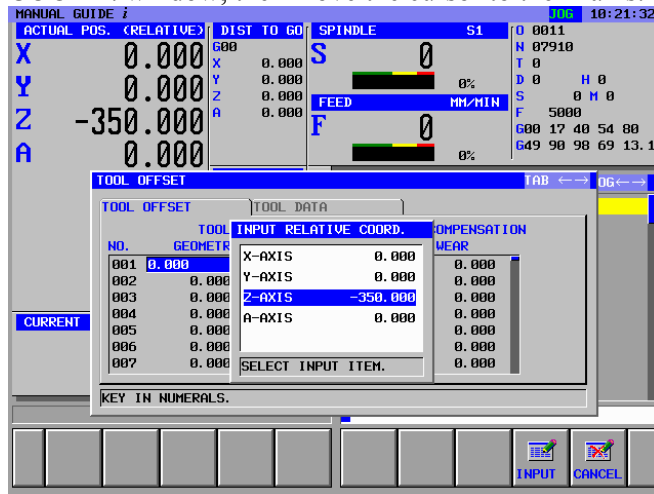 MANUAL GUIDE i JOG 10:21:32
ACTUAL POS. (RELATIVE) DIST TO GO SPINDLE S1 O 0011
X 0.000 G00 S 0 N 07910
X 0.000 T 0
Y 0.000 Y 0.000 0% D 0 H 0
Z 0.000 FEED MM/MIN S 0 M 0
Z -350.000 A 0.000 F 0 F 5000
G00 17 40 54 80
A 0.000 0% G49 90 98 69 13.1
TOOL OFFSET TAB ←→ OG←→
TOOL OFFSET TOOL DATA
TOOL INPUT RELATIVE COORD. OMPENSATION
NO. GEOMETR WEAR
001 0.000 X-AXIS 0.000 0.000
002 0.000 Y-AXIS 0.000 0.000
003 0.000 Z-AXIS -350.000 0.000
004 0.000 A-AXIS 0.000 0.000
CURRENT 005 0.000 0.000
006 0.000 0.000
007 0.000 SELECT INPUT ITEM. 0.000
KEY IN NUMERALS.
INPUT CANCEL